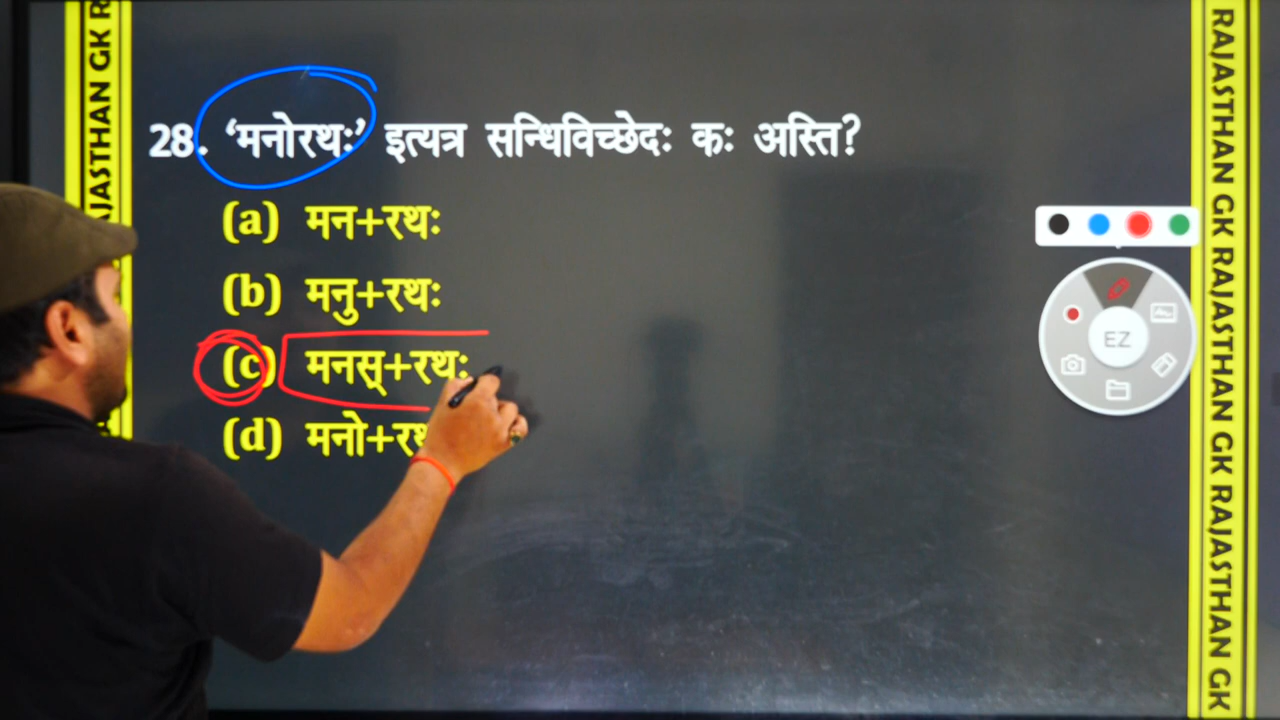 28. ‘मनोरथः’ इत्यत्र सन्धिविच्छेदः कः अस्ति?
(a) मन+रथः
(b) मनु+रथः
(c) मनस्+रथः
(d) मनो+रथ
EZ
RAJASTHAN GK R
RAJASTHAN GK RAJASTHAN GK RAJASTHAN GK